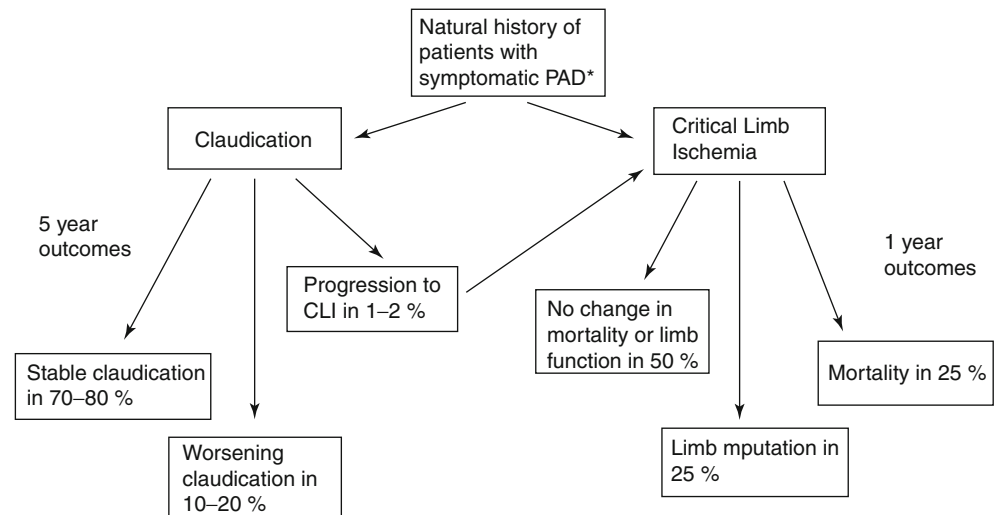 Natural history of
patients with
symptomatic PAD*
Claudication
Critical Limb
Ischemia
5 year
outcomes
1 year
outcomes
Progression to
CLI in 1–2 %
No change in
mortality or limb
function in 50 %
Stable claudication
in 70–80 %
Mortality in 25 %
Worsening
claudication in
10–20 %
Limb mputation in
25 %